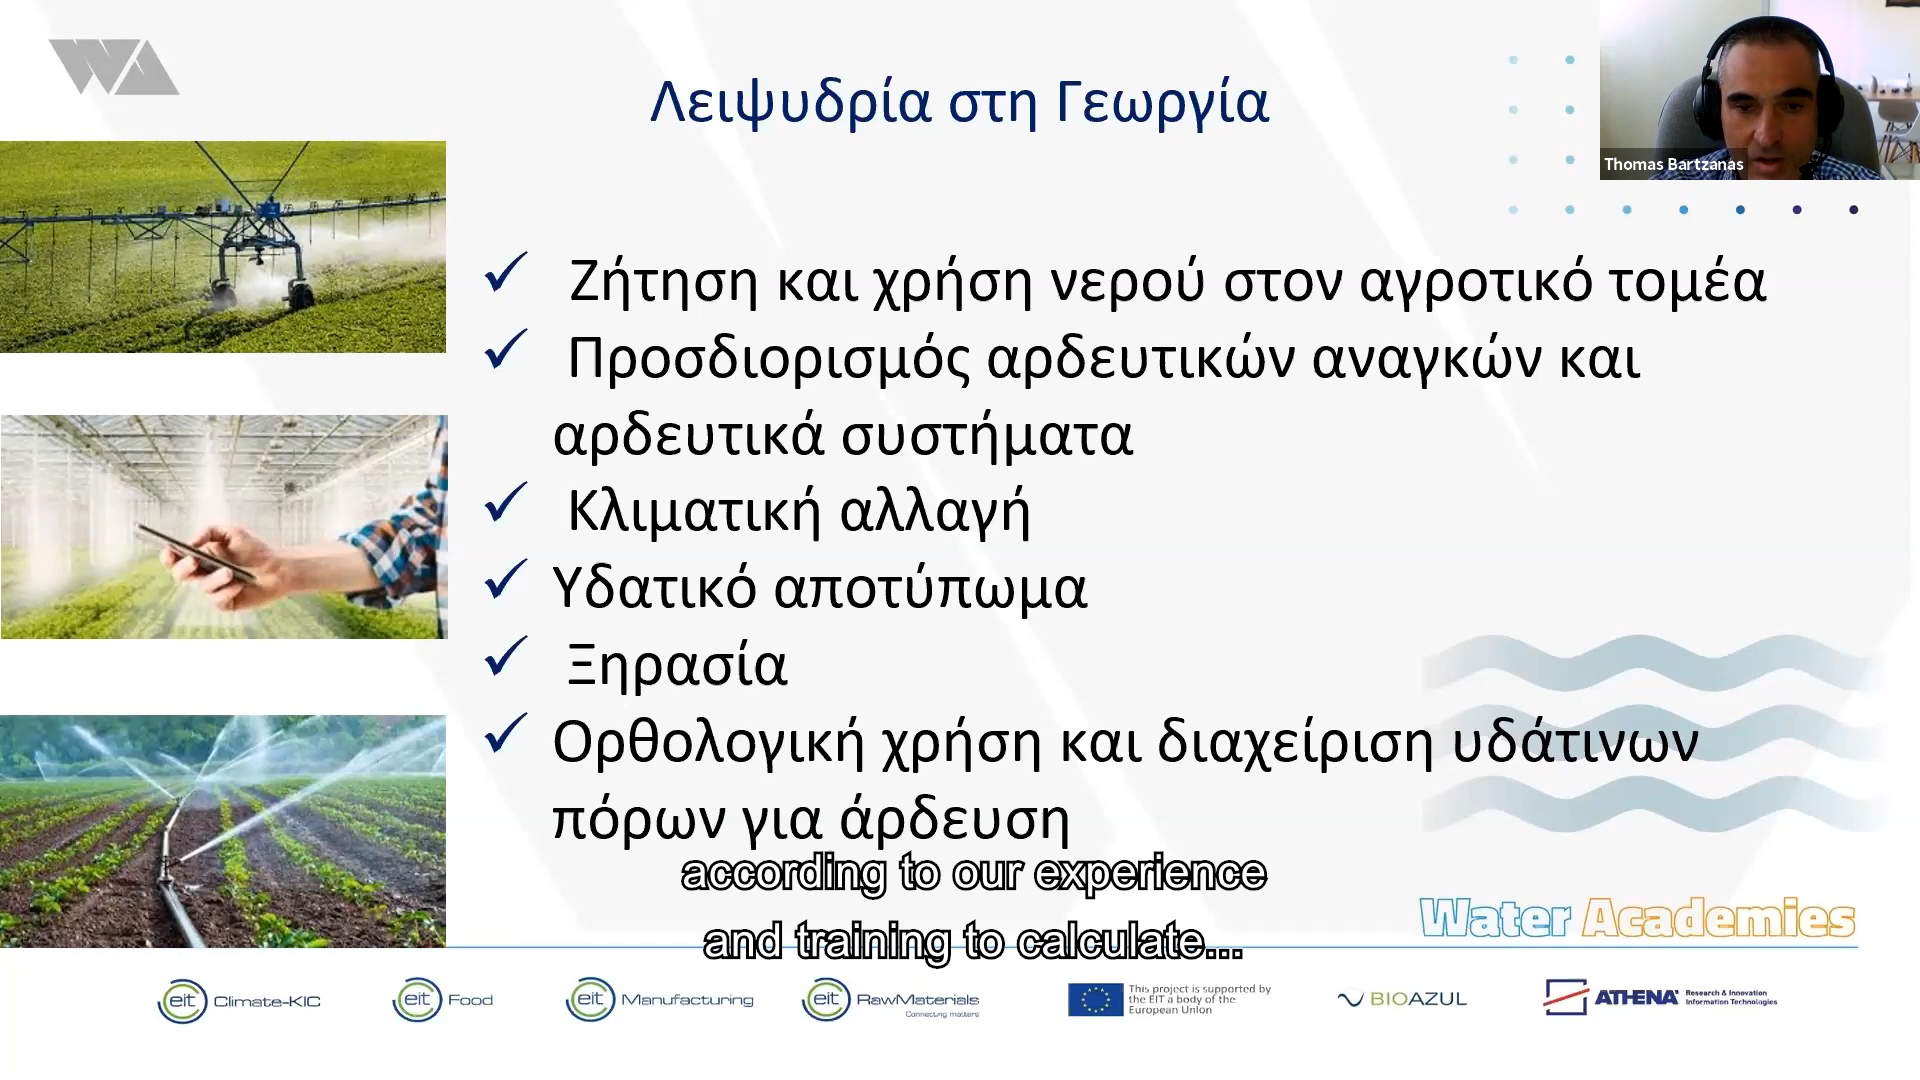 WA
Λειψυδρία στη Γεωργία
Thomas Bartzanas
✓ Ζήτηση και χρήση νερού στον αγροτικό τομέα
✓ Προσδιορισμός αρδευτικών αναγκών και
αρδευτικά συστήματα
✓ Κλιματική αλλαγή
✓ Υδατικό αποτύπωμα
✓ Ξηρασία
✓ Ορθολογική χρήση και διαχείριση υδάτινων
πόρων για άρδευση
according to our experience
and training to calculate...
Water Academies
eit Climate-KIC
eit Food
eit Manufacturing
eit RawMaterials
Connecting matters
This project is supported by
the EIT a body of the
European Union
BIOAZUL
ATHENA Research & Innovation
Information Technologies